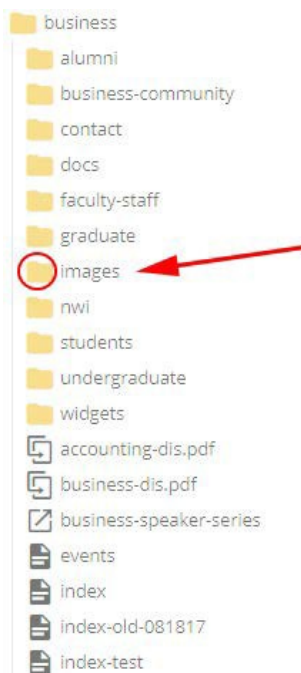 business
alumni
business-community
contact
docs
faculty-staff
graduate
images
nwi
students
undergraduate
widgets
accounting-dis.pdf
business-dis.pdf
business-speaker-series
events
index
index-old-081817
index-test